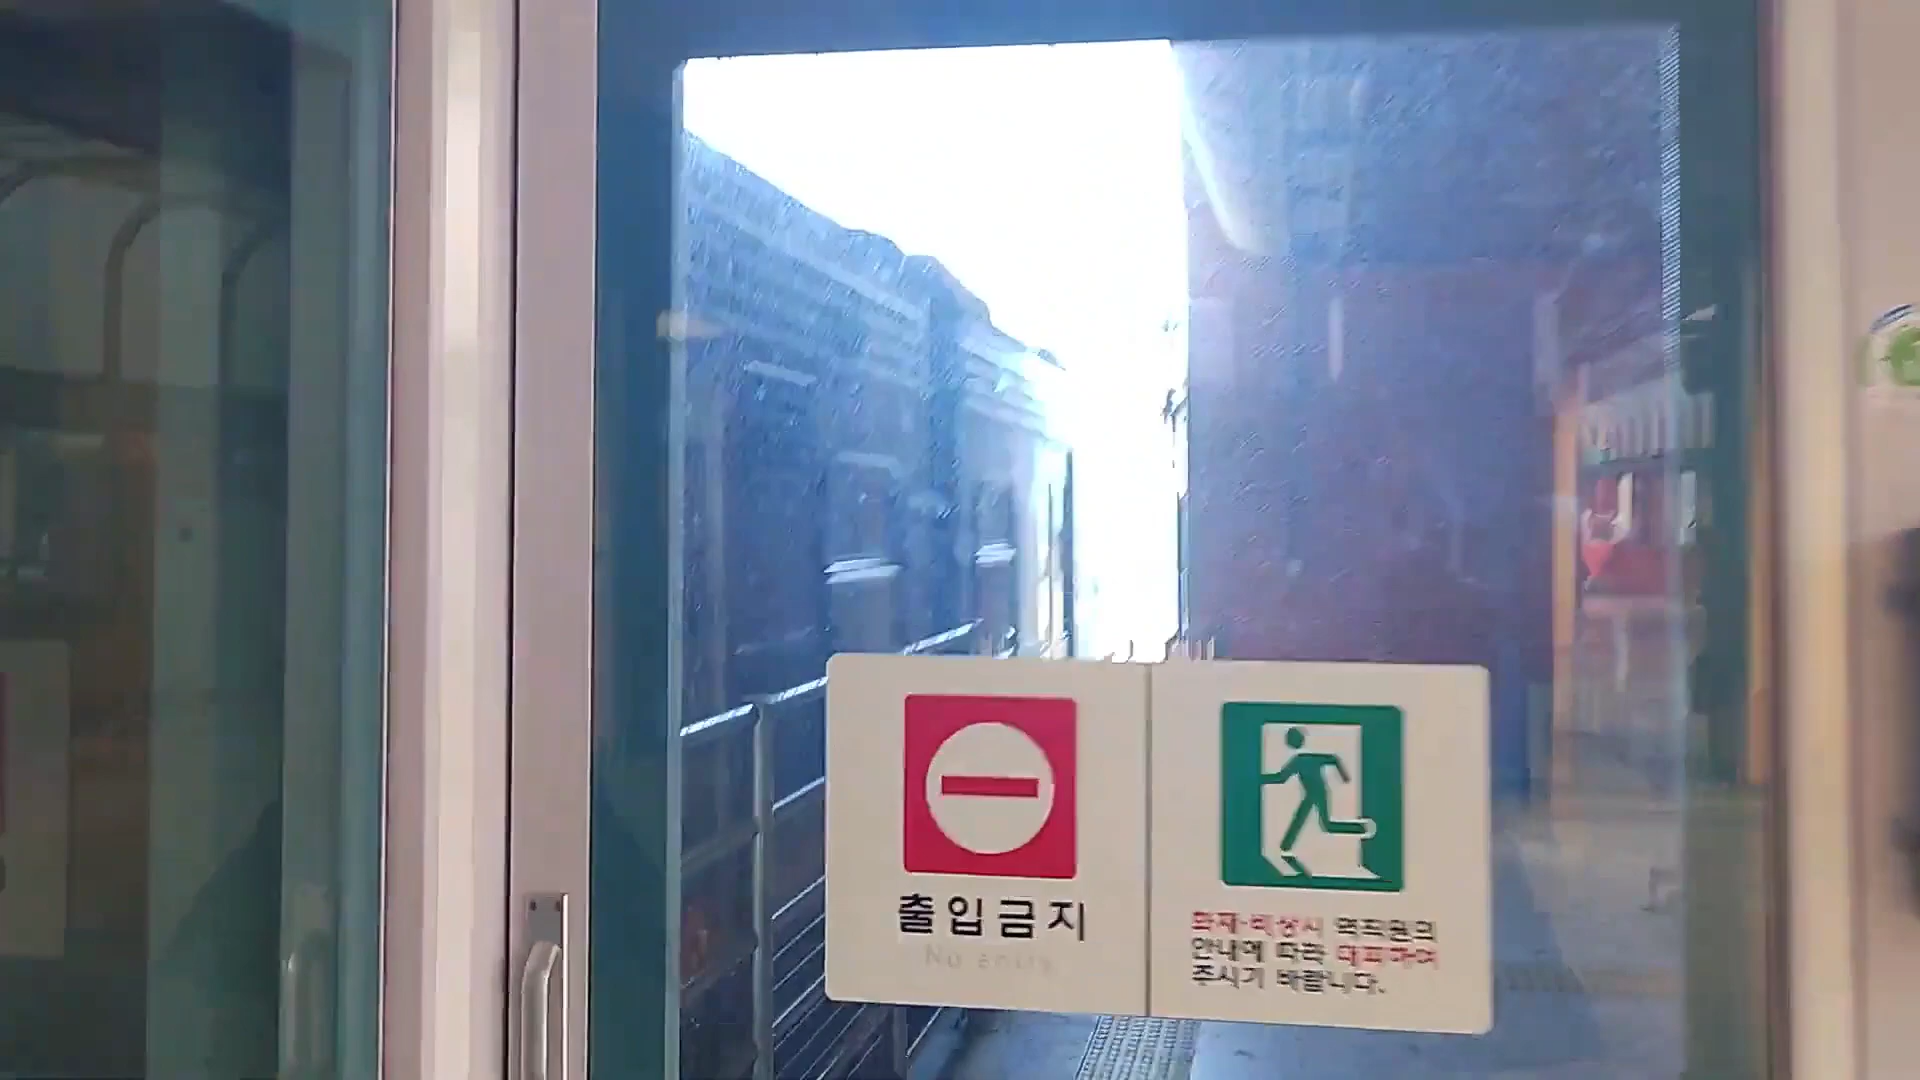 출입금지
No entry
화재·비상시 역직원의
안내에 따라 대피하여
주시기 바랍니다.